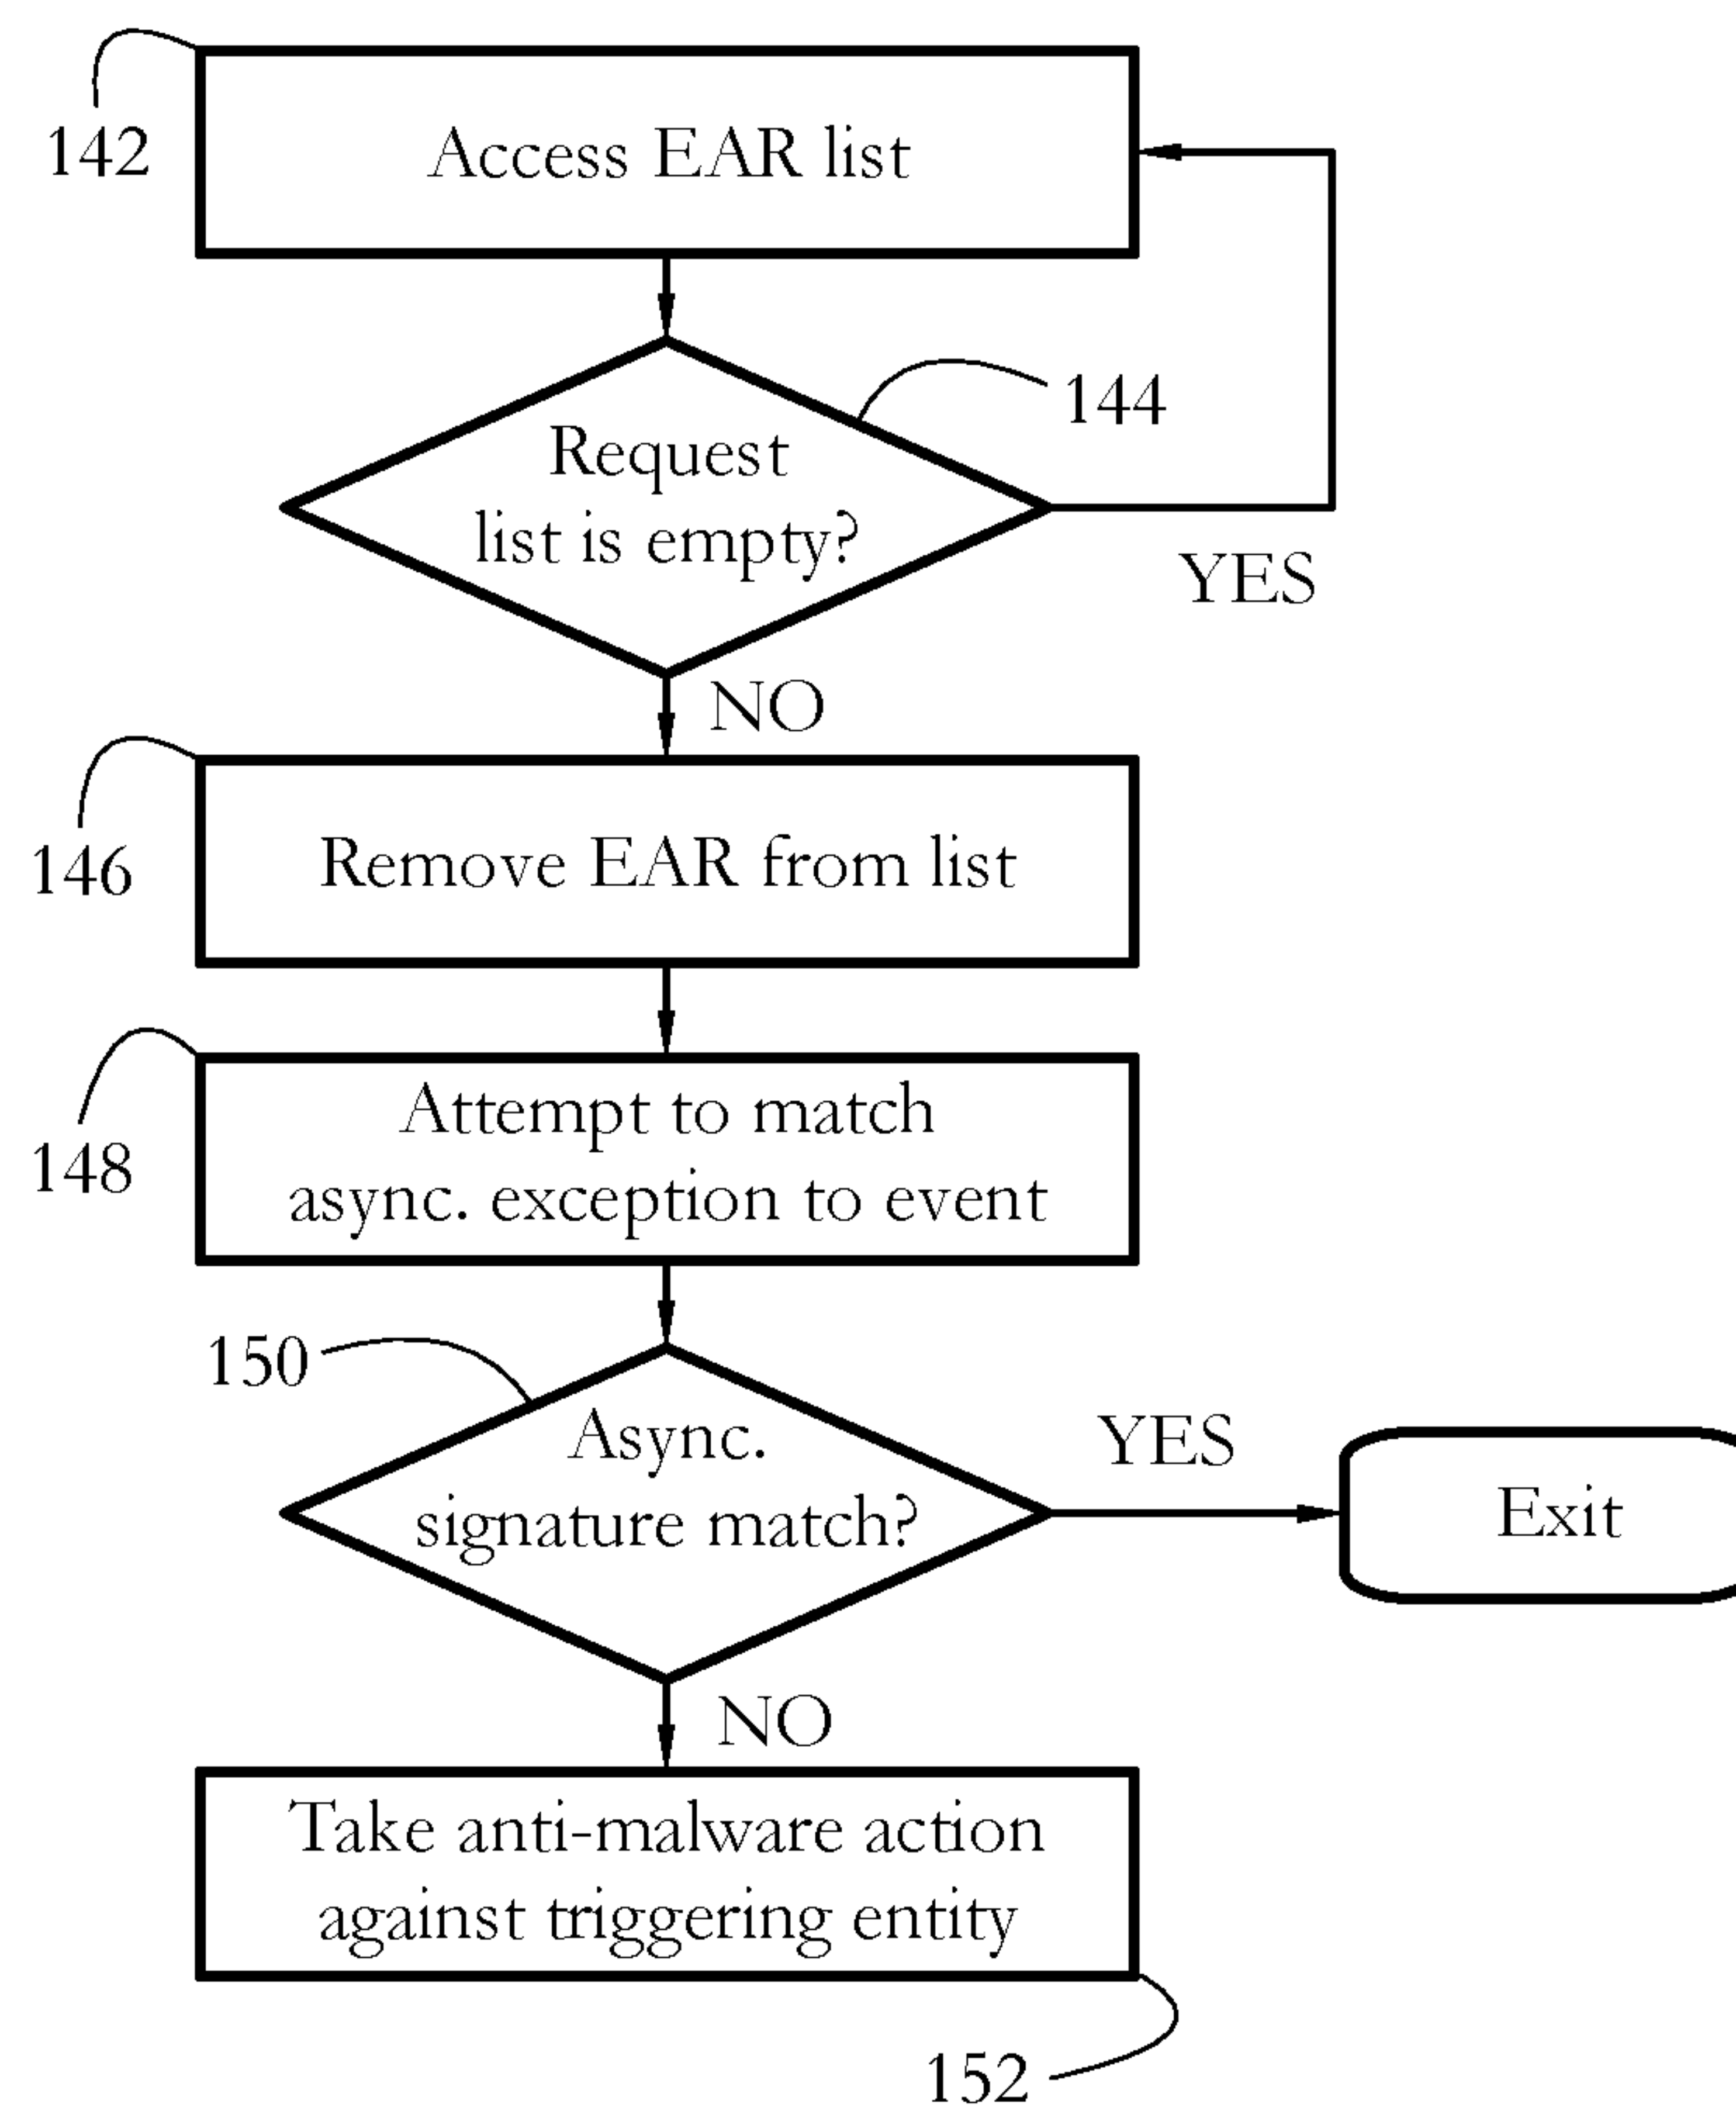 142
Access EAR list
144
Request
list is empty?
YES
NO
146
Remove EAR from list
148
Attempt to match
async. exception to event
150
Async.
signature match?
YES
Exit
NO
Take anti-malware action
against triggering entity
152